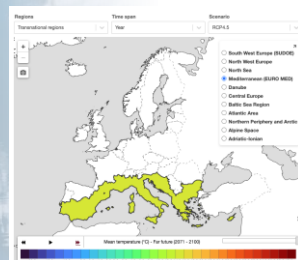 Regions
Time span
Scenario
Transnational regions
Year
RCP4.5
+
-
South West Europe (SUDOE)
North West Europe
North Sea
Mediterranean (EURO MED)
Danube
Central Europe
Baltic Sea Region
Atlantic Area
Northern Periphery and Arctic
Alpine Space
Adriatic-Ionian
Mean temperature [°C] - Far future (2071 - 2100)